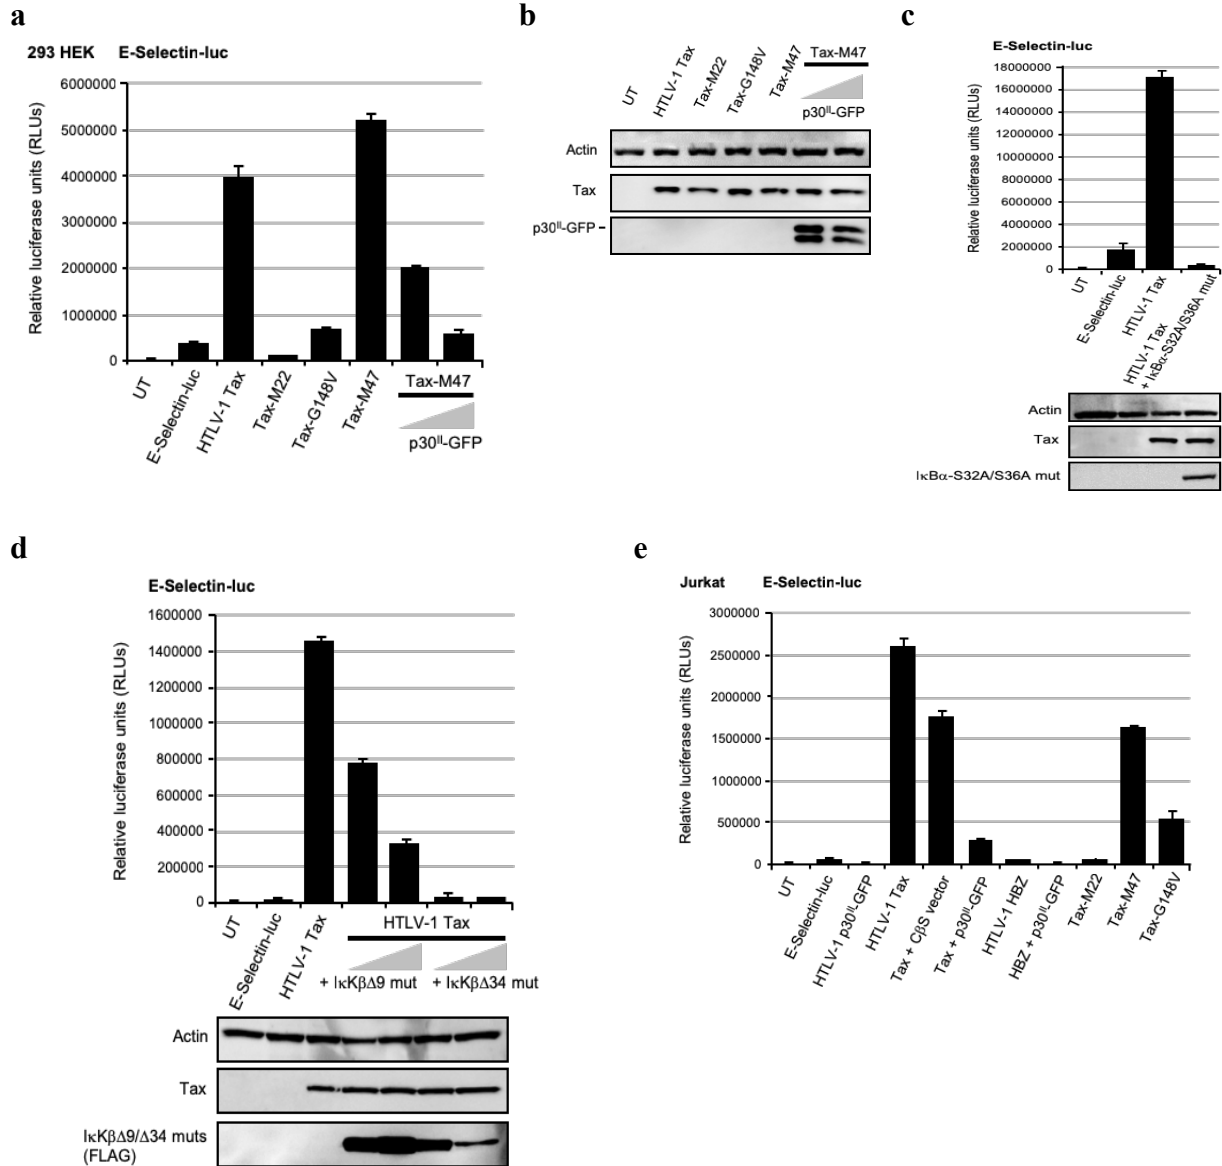 a
293 HEK E-Selectin-luc
Relative luciferase units (RLUs)
6000000
5000000
4000000
3000000
2000000
1000000
0
UT
E-Selectin-luc
HTLV-1 Tax
Tax-M22
Tax-G148V
Tax-M47
Tax-M47
p30ᴵᴵ-GFP
b
UT
HTLV-1 Tax
Tax-M22
Tax-G148V
Tax-M47
Tax-M47
p30ᴵᴵ-GFP
Actin
Tax
p30ᴵᴵ-GFP –
c
E-Selectin-luc
Relative luciferase units (RLUs)
18000000
16000000
14000000
12000000
10000000
8000000
6000000
4000000
2000000
0
UT
E-Selectin-luc
HTLV-1 Tax
HTLV-1 Tax
+ IκBα-S32A/S36A mut
Actin
Tax
IκBα-S32A/S36A mut
d
E-Selectin-luc
Relative luciferase units (RLUs)
1600000
1400000
1200000
1000000
800000
600000
400000
200000
0
UT
E-Selectin-luc
HTLV-1 Tax
HTLV-1 Tax
+ IκKβΔ9 mut + IκKβΔ34 mut
Actin
Tax
IκKβΔ9/Δ34 muts
(FLAG)
e
Jurkat E-Selectin-luc
Relative luciferase units (RLUs)
3000000
2500000
2000000
1500000
1000000
500000
0
UT
E-Selectin-luc
HTLV-1 p30ᴵᴵ-GFP
HTLV-1 Tax
Tax + CβS vector
Tax + p30ᴵᴵ-GFP
HTLV-1 HBZ
HBZ + p30ᴵᴵ-GFP
Tax-M22
Tax-M47
Tax-G148V